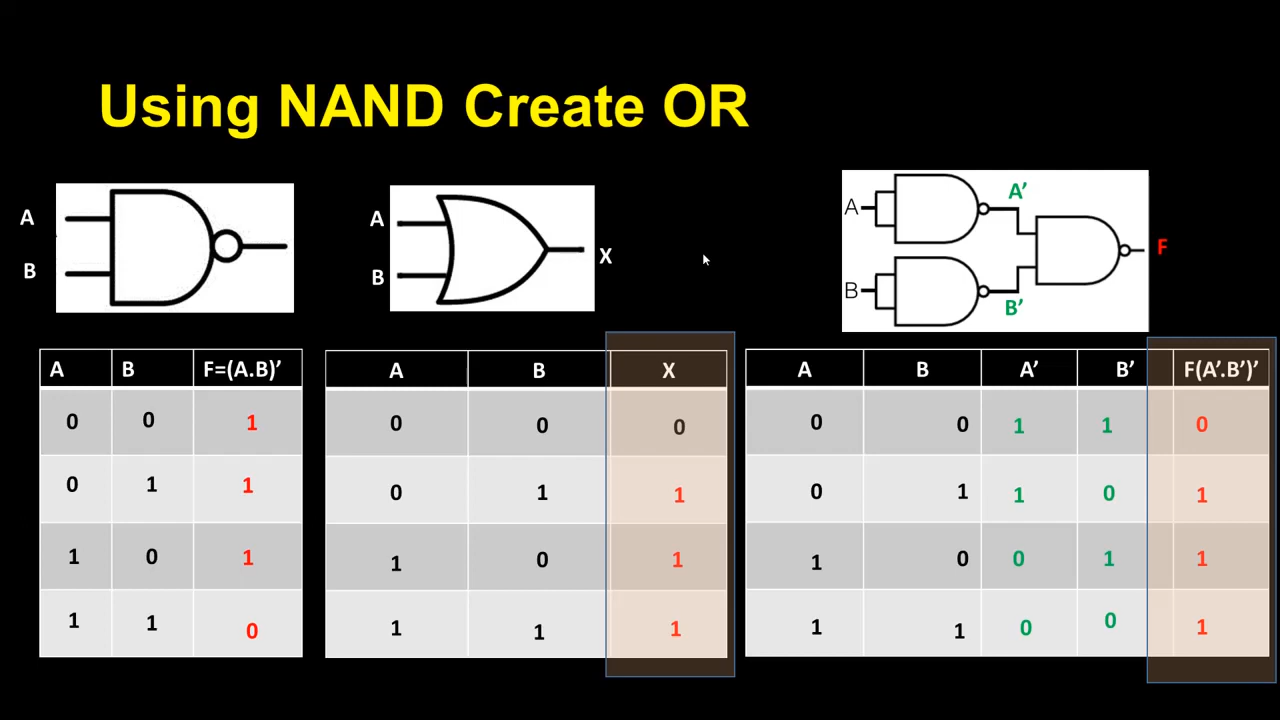 Using NAND Create OR
A
B
A
B
X
A
B
A’
B’
F
A B F=(A.B)’
0 0 1
0 1 1
1 0 1
1 1 0
A B X
0 0 0
0 1 1
1 0 1
1 1 1
A B A’ B’ F(A’.B’)’
0 0 1 1 0
0 1 1 0 1
1 0 0 1 1
1 1 0 0 1